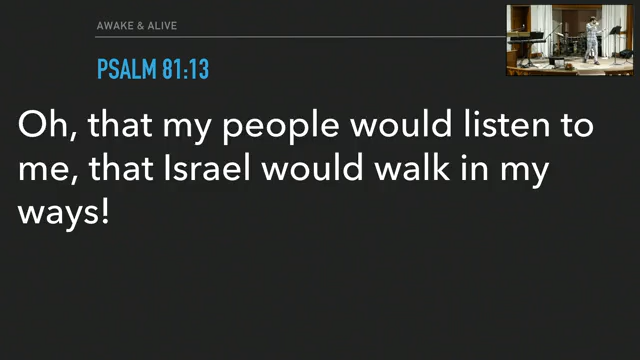 AWAKE & ALIVE
PSALM 81:13
Oh, that my people would listen to
me, that Israel would walk in my
ways!